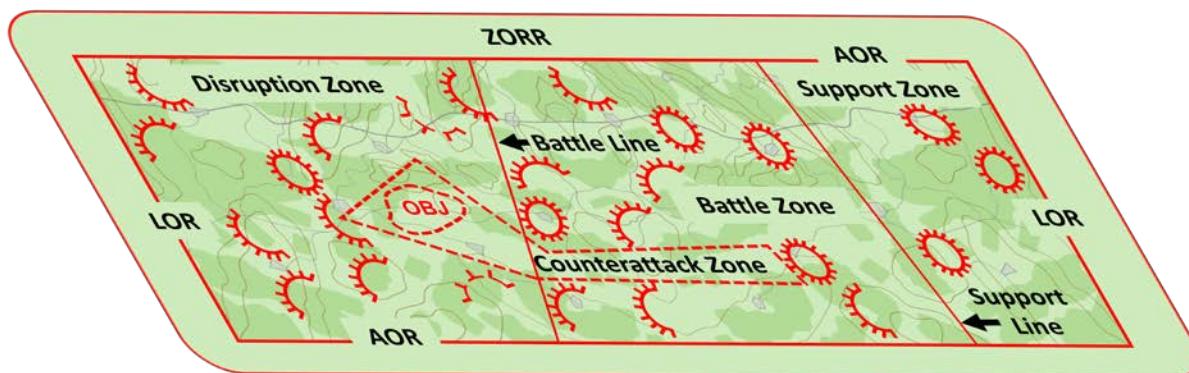 ZORR
AOR
Disruption Zone
Support Zone
Battle Line
OBJ
Battle Zone
LOR
LOR
Counterattack Zone
Support
Line
AOR